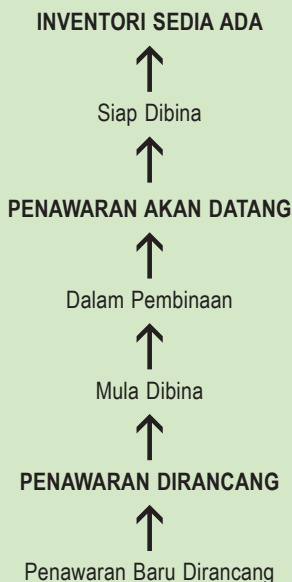 INVENTORI SEDIA ADA
Siap Dibina
PENAWARAN AKAN DATANG
Dalam Pembinaan
Mula Dibina
PENAWARAN DIRANCANG
Penawaran Baru Dirancang